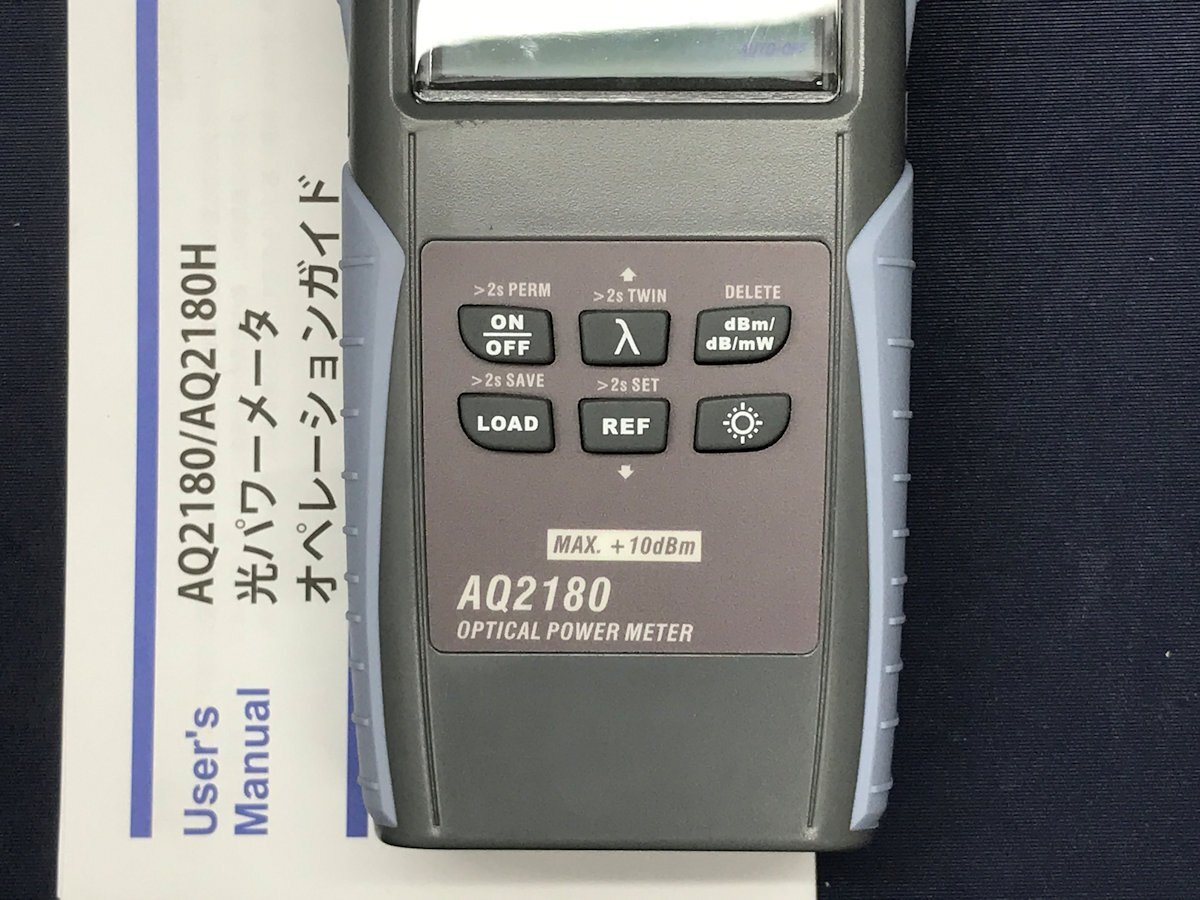 AUTO-OFF
>2s PERM
>2s TWIN
DELETE
ON
OFF
λ
dBm/
dB/mW
>2s SAVE
>2s SET
LOAD
REF
MAX. +10dBm
AQ2180
OPTICAL POWER METER
User's
Manual
AQ2180/AQ2180H
光パワーメータ
オペレーションガイド